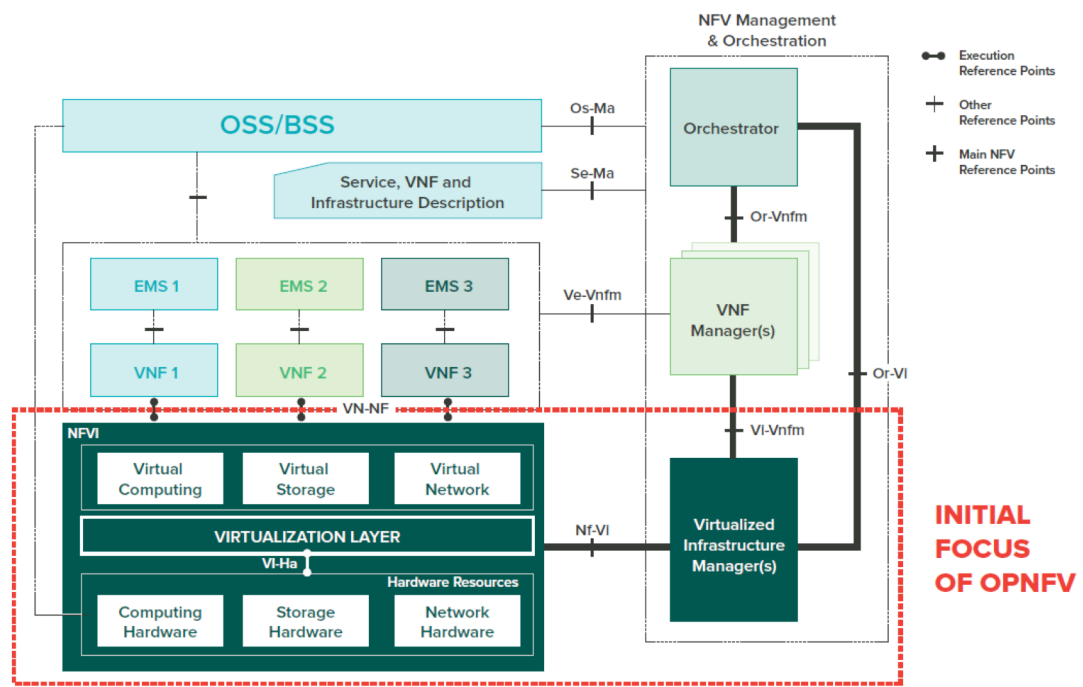 NFV Management
& Orchestration
Execution
Reference Points
Other
Reference Points
Main NFV
Reference Points
OSS/BSS
Os-Ma
Orchestrator
Service, VNF and
Infrastructure Description
Se-Ma
Or-Vnfm
EMS 1
EMS 2
EMS 3
Ve-Vnfm
VNF
Manager(s)
VNF 1
VNF 2
VNF 3
Or-VI
VN-NF
VI-Vnfm
NFVI
Virtual
Computing
Virtual
Storage
Virtual
Network
VIRTUALIZATION LAYER
VI-Ha
Nf-VI
Virtualized
Infrastructure
Manager(s)
Hardware Resources
Computing
Hardware
Storage
Hardware
Network
Hardware
INITIAL
FOCUS
OF OPNFV